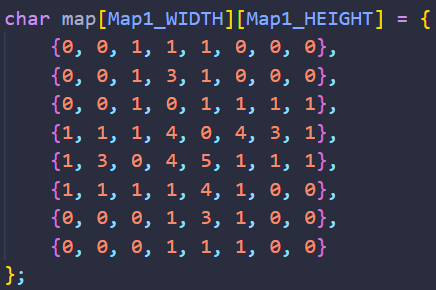 char map[Map1_WIDTH][Map1_HEIGHT] = {
{0, 0, 1, 1, 1, 0, 0, 0},
{0, 0, 1, 3, 1, 0, 0, 0},
{0, 0, 1, 0, 1, 1, 1, 1},
{1, 1, 1, 4, 0, 4, 3, 1},
{1, 3, 0, 4, 5, 1, 1, 1},
{1, 1, 1, 1, 4, 1, 0, 0},
{0, 0, 0, 1, 3, 1, 0, 0},
{0, 0, 0, 1, 1, 1, 0, 0}
};